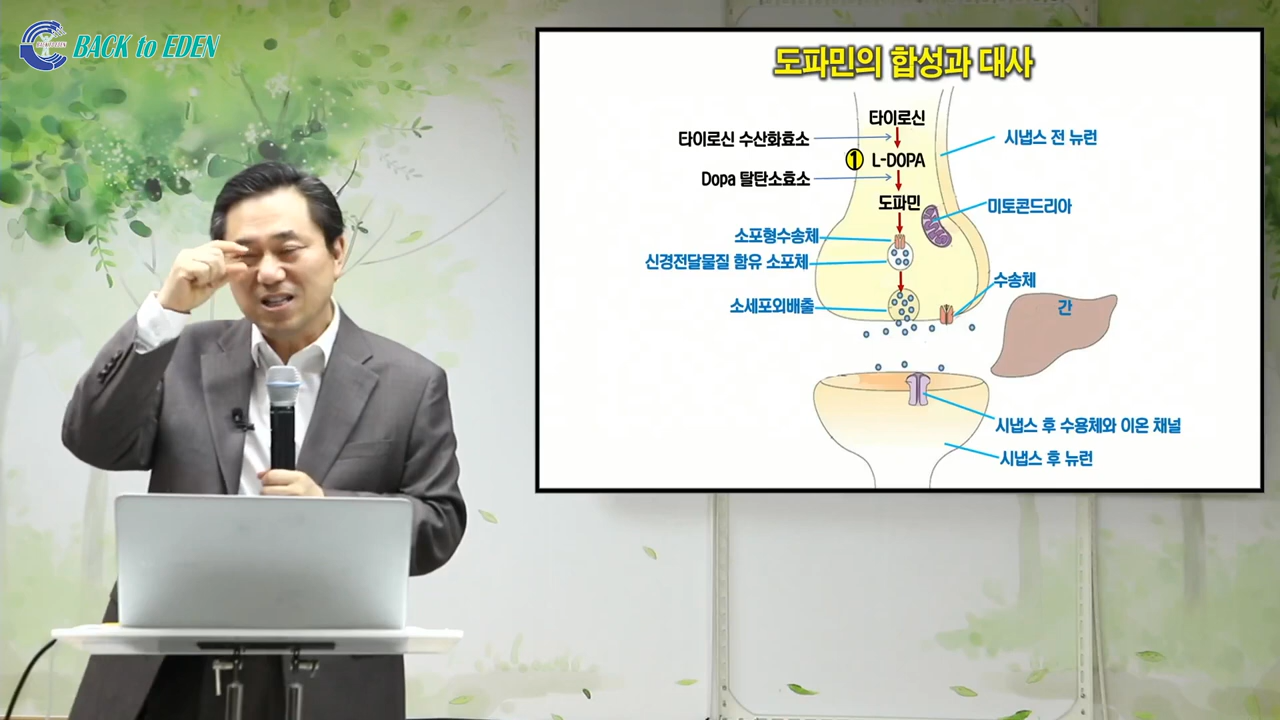 BACK to EDEN
도파민의 합성과 대사
타이로신
타이로신 수산화효소
시냅스 전 뉴런
① L-DOPA
Dopa 탈탄소효소
도파민
미토콘드리아
소포형수송체
신경전달물질 함유 소포체
수송체
소세포외배출
간
시냅스 후 수용체와 이온 채널
시냅스 후 뉴런